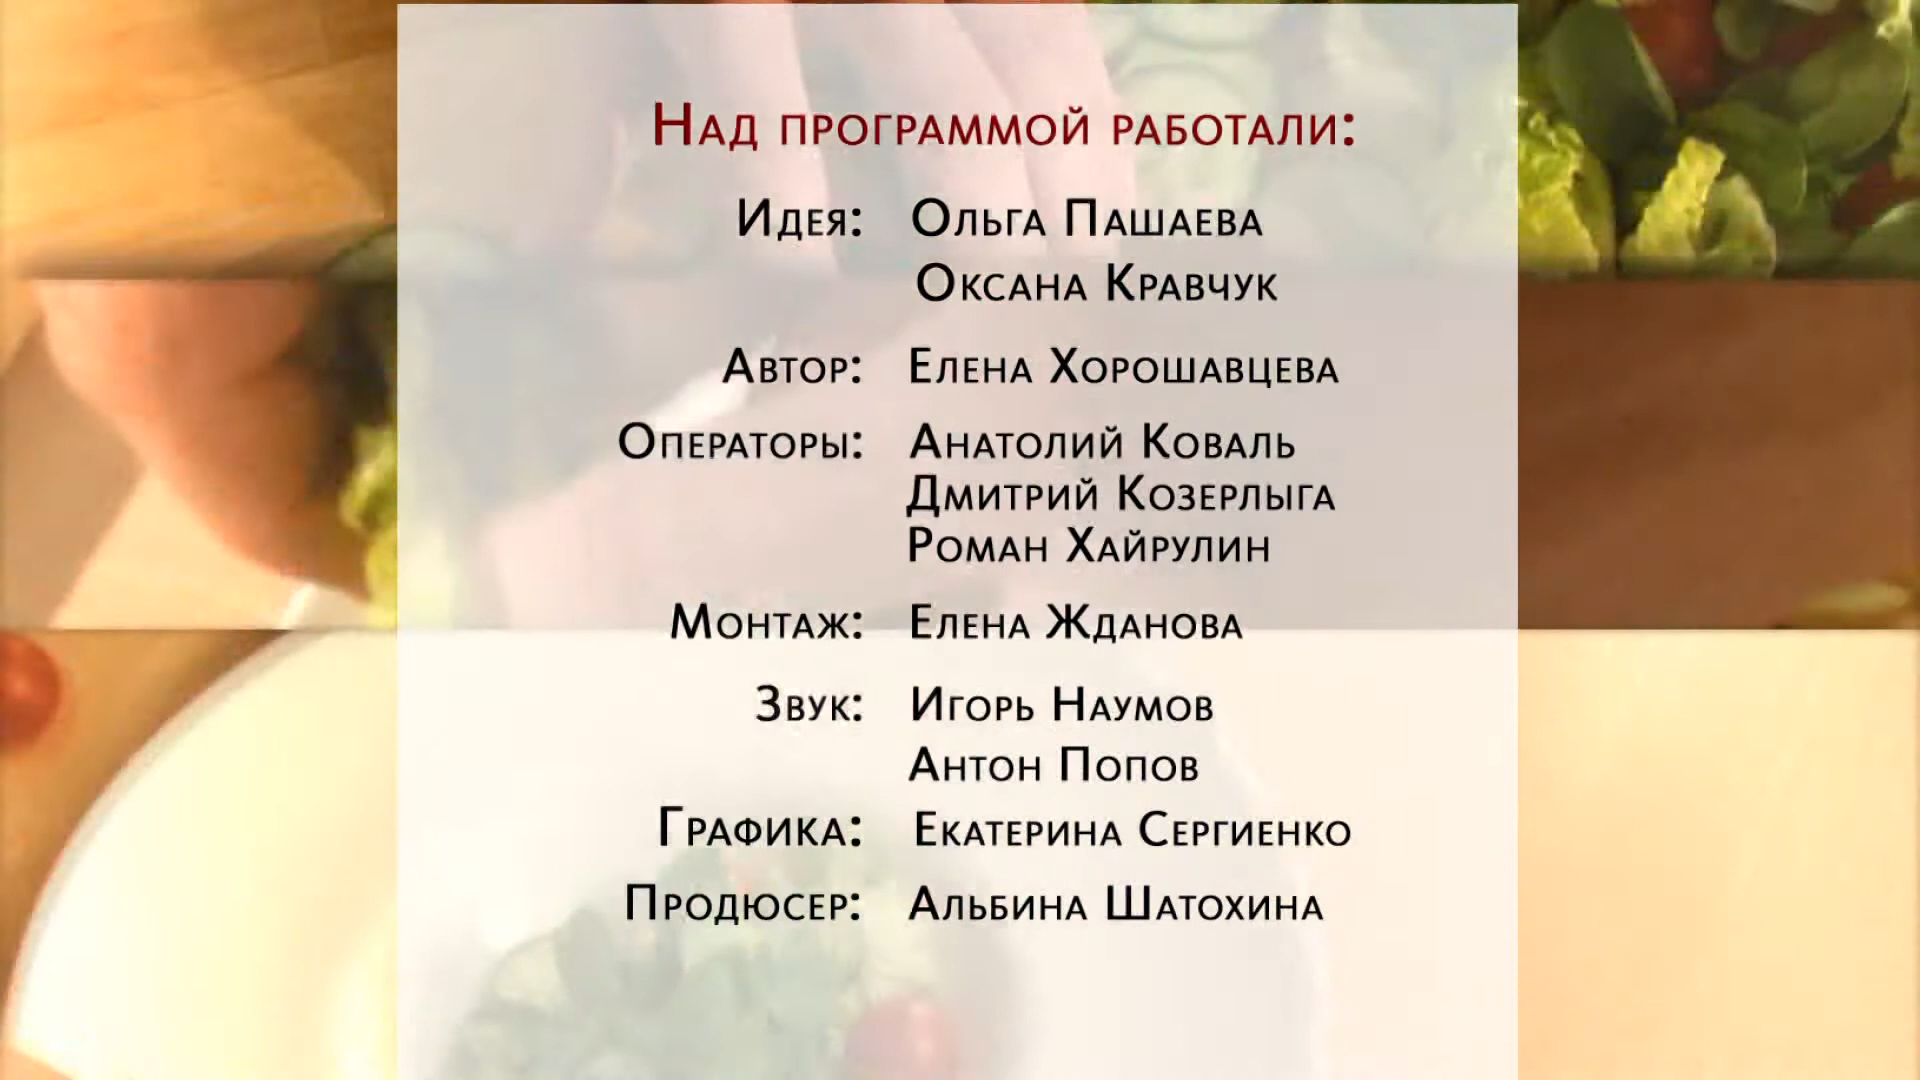 Над программой работали:
Идея: Ольга Пашаева
Оксана Кравчук
Автор: Елена Хорошавцева
Операторы: Анатолий Коваль
Дмитрий Козерлыга
Роман Хайрулин
Монтаж: Елена Жданова
Звук: Игорь Наумов
Антон Попов
Графика: Екатерина Сергиенко
Продюсер: Альбина Шатохина